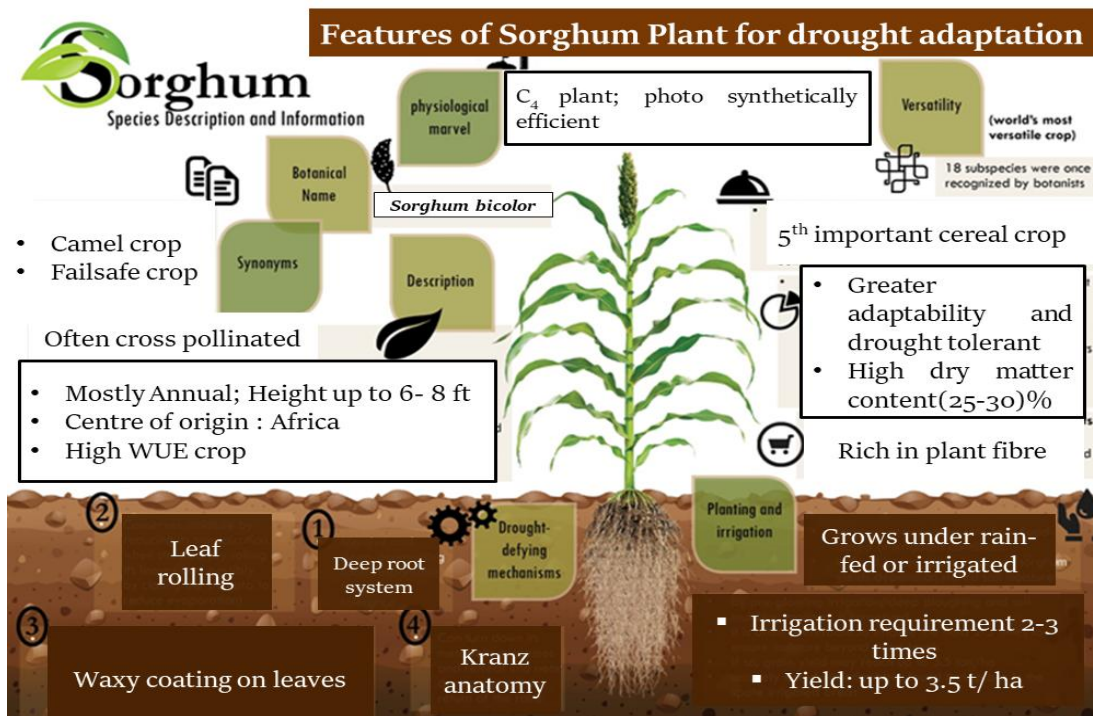 Features of Sorghum Plant for drought adaptation
Sorghum
Species Description and Information
physiological
marvel
C₄ plant; photo synthetically
efficient
Versatility
(world's most
versatile crop)
18 subspecies were once
recognized by botanists
Botanical
Name
Sorghum bicolor
• Camel crop
• Failsafe crop
Synonyms
Description
5th important cereal crop
Often cross pollinated
• Greater
adaptability and
drought tolerant
• High dry matter
content(25-30)%
• Mostly Annual; Height up to 6- 8 ft
• Centre of origin : Africa
• High WUE crop
Rich in plant fibre
2
Leaf
rolling
1
Deep root
system
Drought-
defying
mechanisms
Planting and
irrigation
Grows under rain-
fed or irrigated
3
Waxy coating on leaves
4
Kranz
anatomy
▪ Irrigation requirement 2-3
times
▪ Yield: up to 3.5 t/ ha